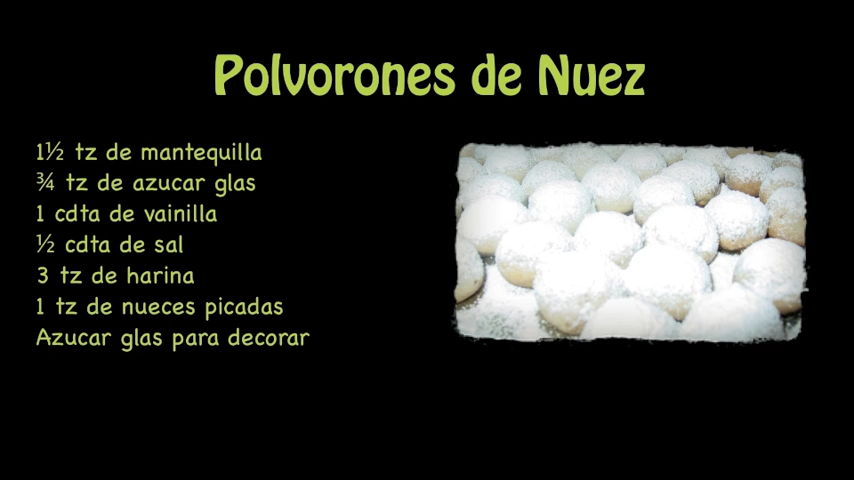 Polvorones de Nuez
1½ tz de mantequilla
¾ tz de azucar glas
1 cdta de vainilla
½ cdta de sal
3 tz de harina
1 tz de nueces picadas
Azucar glas para decorar